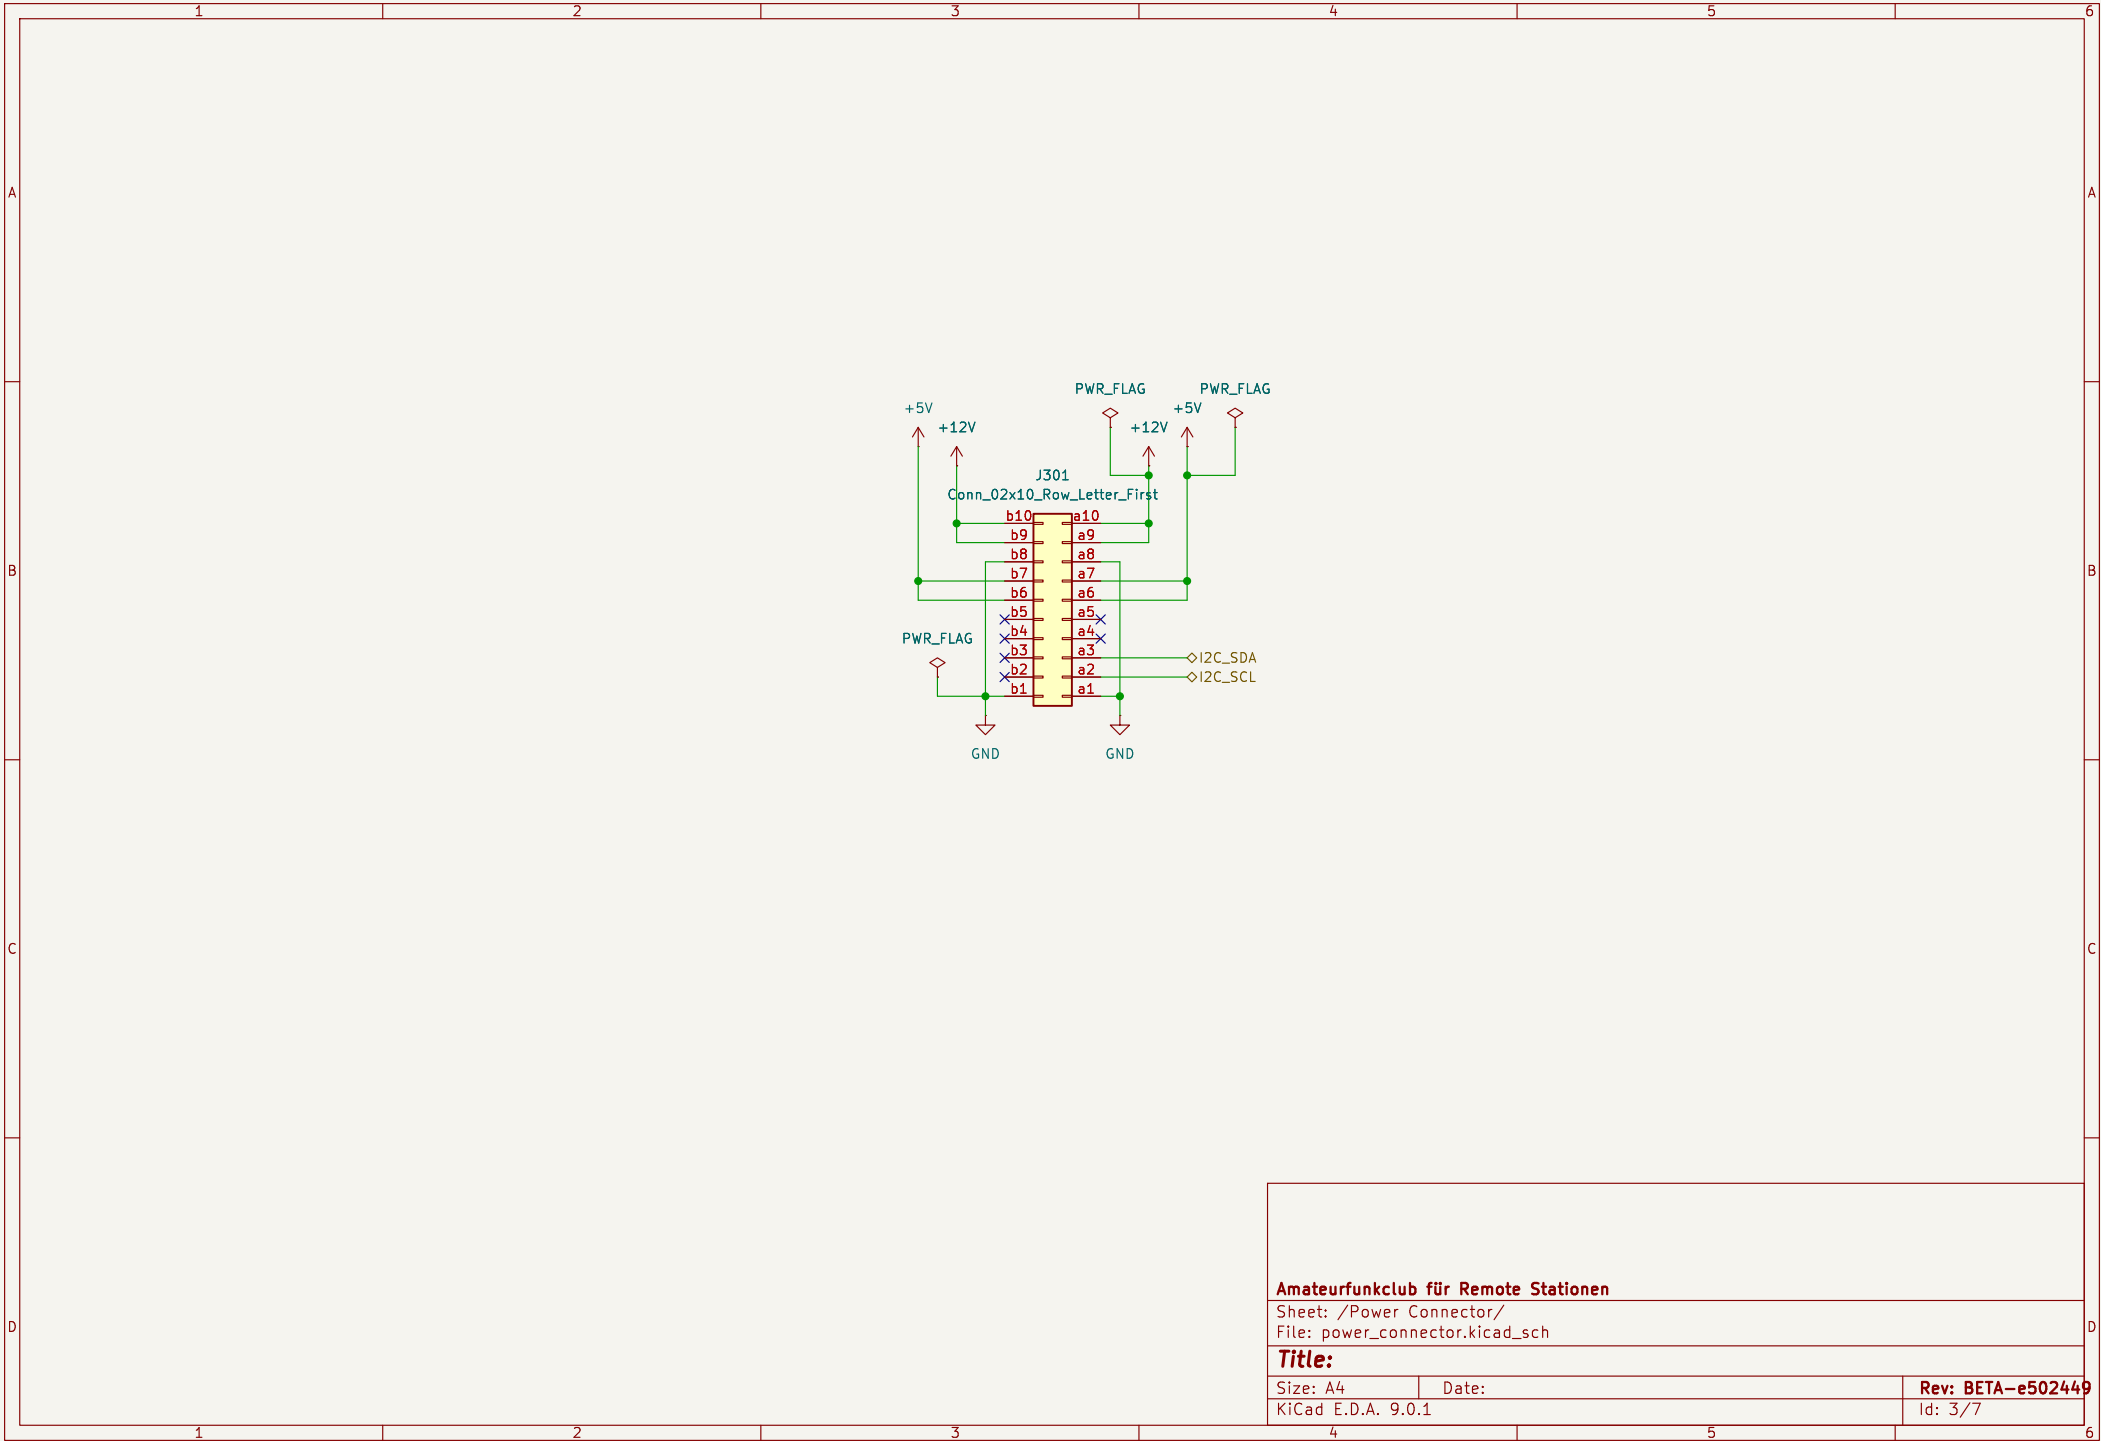 1 2 3 4 5 6
A A
PWR_FLAG PWR_FLAG
+5V +5V
+12V +12V
J301
Conn_02x10_Row_Letter_First
b10 a10
b9 a9
b8 a8
B b7 a7 B
b6 a6
b5 a5
PWR_FLAG b4 a4
b3 a3 I2C_SDA
b2 a2 I2C_SCL
b1 a1
GND GND
C C
Amateurfunkclub für Remote Stationen
Sheet: /Power Connector/
D D
File: power_connector.kicad_sch
Title:
Size: A4 Date: Rev: BETA-e502449
KiCad E.D.A. 9.0.1 Id: 3/7
1 2 3 4 5 6